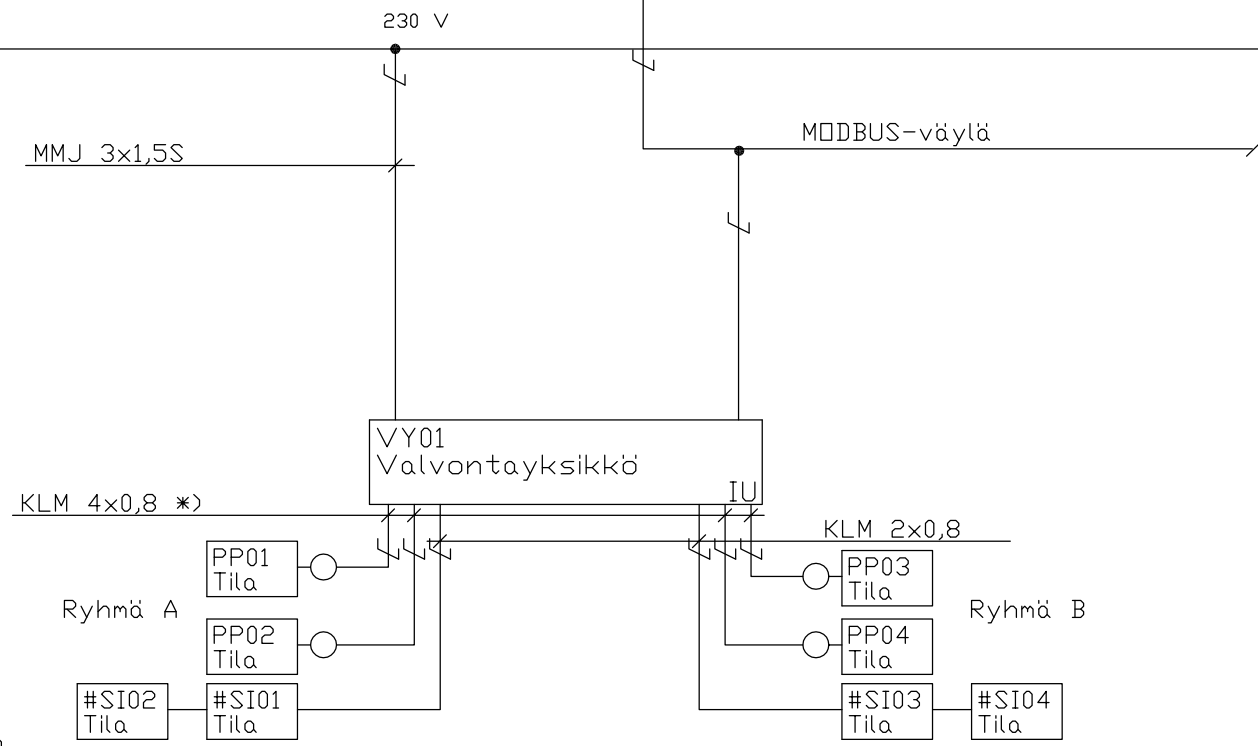 230 V
MODBUS-väylä
MMJ 3x1,5S
VY01
Valvontayksikkö
IU
KLM 4x0,8 *)
KLM 2x0,8
PP01
Tila
PP03
Tila
Ryhmä A
Ryhmä B
PP02
Tila
PP04
Tila
#SI02
Tila
#SI01
Tila
#SI03
Tila
#SI04
Tila